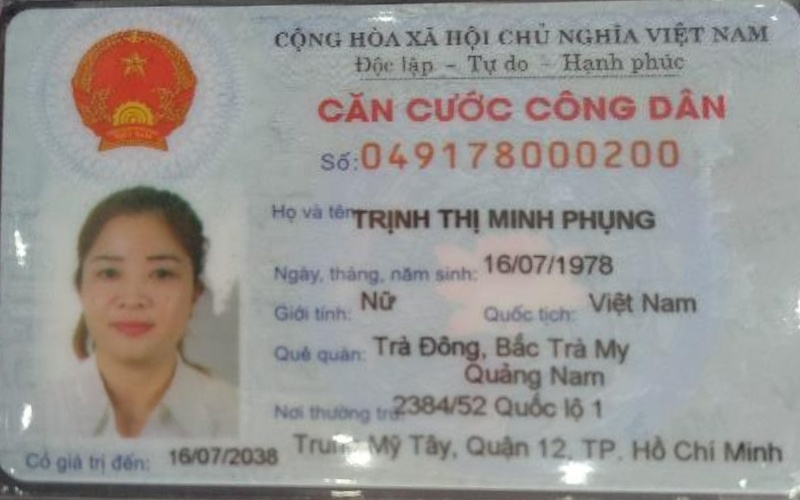 CỘNG HÒA XÃ HỘI CHỦ NGHĨA VIỆT NAM
Độc lập - Tự do - Hạnh phúc
CĂN CƯỚC CÔNG DÂN
Số: 049178000200
Họ và tên TRỊNH THỊ MINH PHỤNG
Ngày, tháng, năm sinh: 16/07/1978
Giới tính: Nữ Quốc tịch: Việt Nam
Quê quán: Trà Đông, Bắc Trà My
Quảng Nam
Nơi thường trú: 2384/52 Quốc lộ 1
Có giá trị đến: 16/07/2038 Trung Mỹ Tây, Quận 12, TP. Hồ Chí Minh